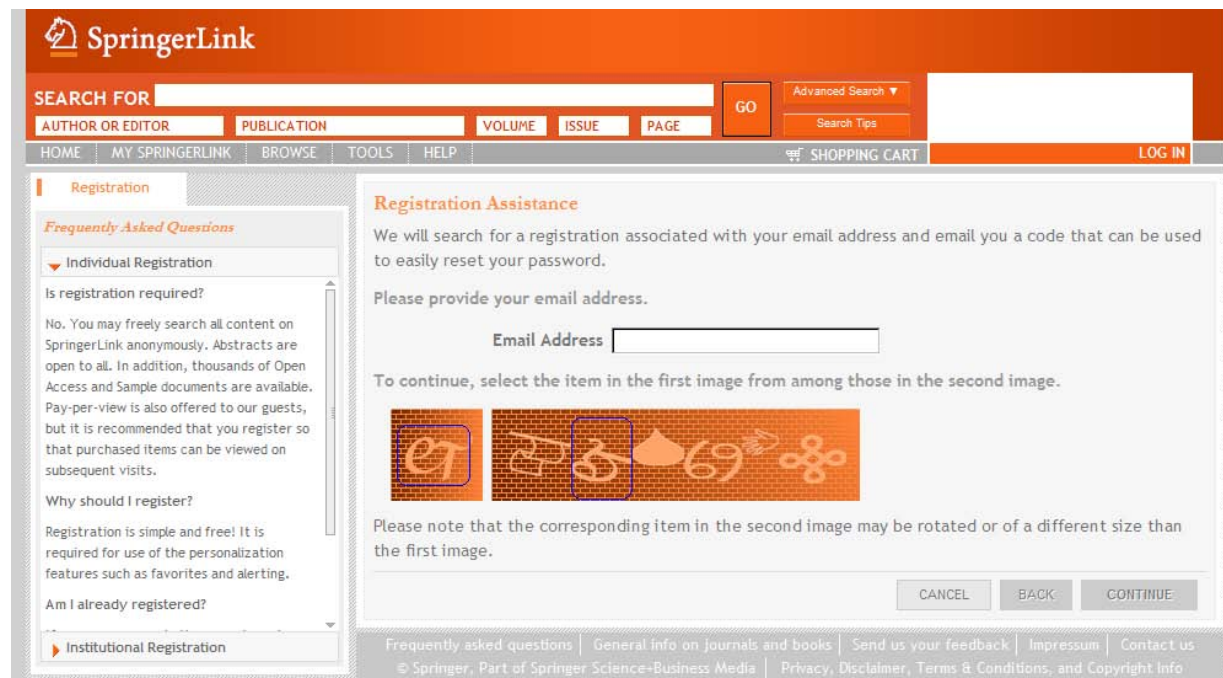 SpringerLink
SEARCH FOR
GO
Advanced Search ▼
AUTHOR OR EDITOR
PUBLICATION
VOLUME
ISSUE
PAGE
Search Tips
HOME
MY SPRINGERLINK
BROWSE
TOOLS
HELP
SHOPPING CART
LOG IN
Registration
Frequently Asked Questions
Individual Registration
Is registration required?
No. You may freely search all content on
SpringerLink anonymously. Abstracts are
open to all. In addition, thousands of Open
Access and Sample documents are available.
Pay-per-view is also offered to our guests,
but it is recommended that you register so
that purchased items can be viewed on
subsequent visits.
Why should I register?
Registration is simple and free! It is
required for use of the personalization
features such as favorites and alerting.
Am I already registered?
Institutional Registration
Registration Assistance
We will search for a registration associated with your email address and email you a code that can be used
to easily reset your password.
Please provide your email address.
Email Address
To continue, select the item in the first image from among those in the second image.
Please note that the corresponding item in the second image may be rotated or of a different size than
the first image.
CANCEL
BACK
CONTINUE
Frequently asked questions | General info on journals and books | Send us your feedback | Impressum | Contact us
© Springer, Part of Springer Science+Business Media | Privacy, Disclaimer, Terms & Conditions, and Copyright Info